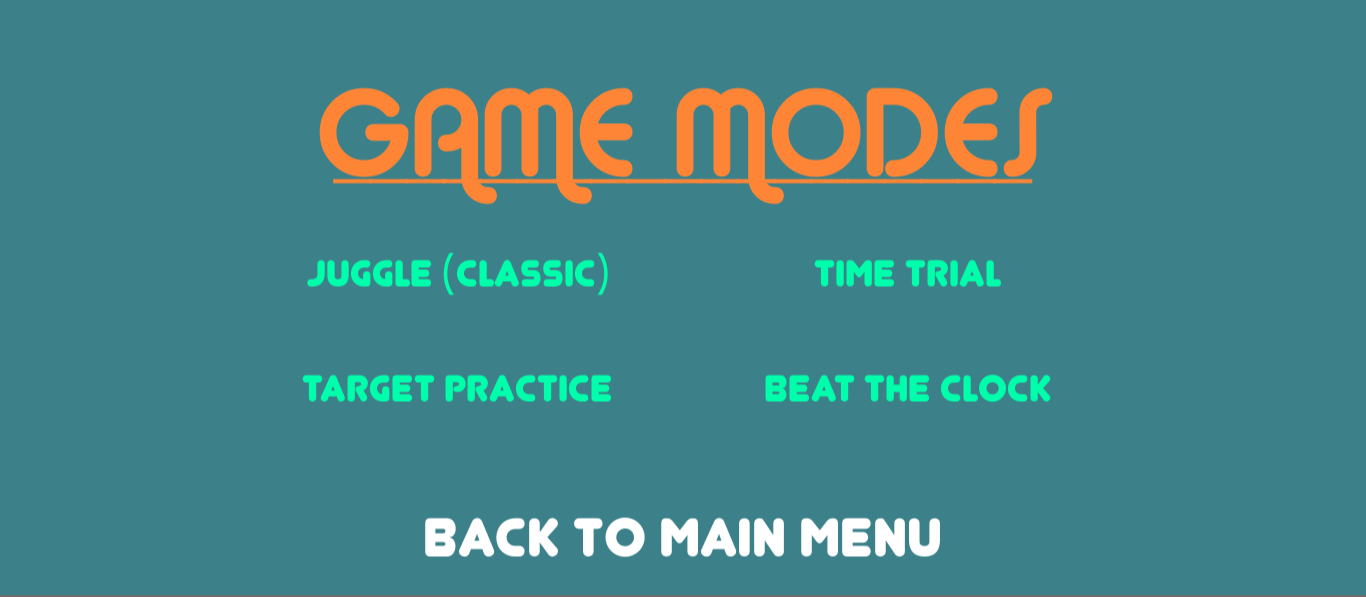 GAME MODES
JUGGLE (CLASSIC)
TIME TRIAL
TARGET PRACTICE
BEAT THE CLOCK
BACK TO MAIN MENU